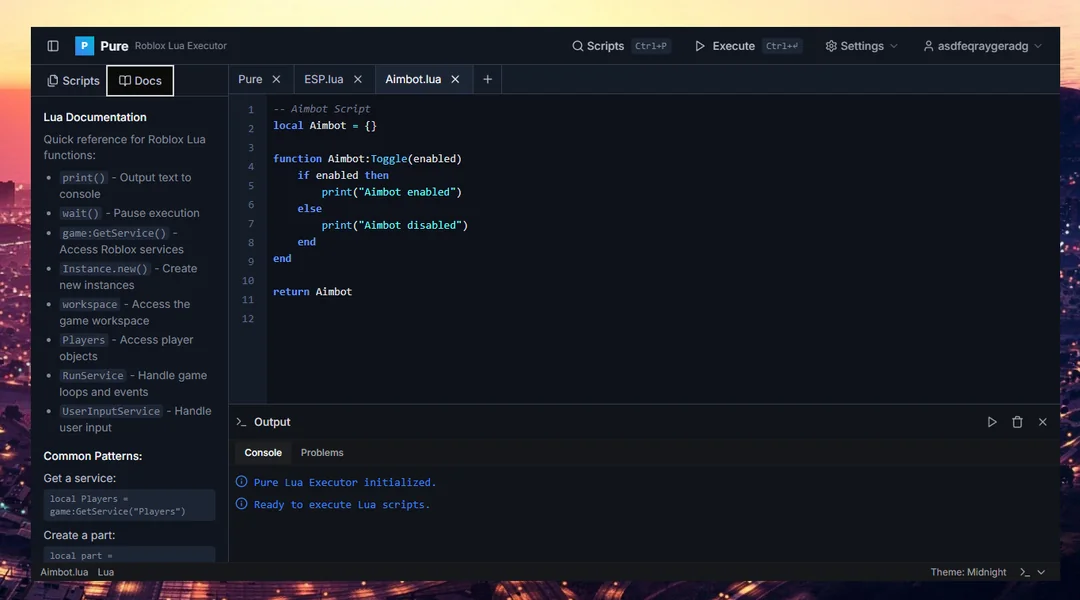 P Pure Roblox Lua Executor
Scripts Ctrl+P Execute Ctrl+↵ Settings asdfeqraygeradg
Scripts Docs
Pure ESP.lua Aimbot.lua
Lua Documentation
Quick reference for Roblox Lua
functions:
• print() - Output text to
console
• wait() - Pause execution
• game:GetService() -
Access Roblox services
• Instance.new() - Create
new instances
• workspace - Access the
game workspace
• Players - Access player
objects
• RunService - Handle game
loops and events
• UserInputService - Handle
user input
Common Patterns:
Get a service:
local Players =
game:GetService("Players")
Create a part:
local part =
1
2
3
4
5
6
7
8
9
10
11
12
-- Aimbot Script
local Aimbot = {}
function Aimbot:Toggle(enabled)
if enabled then
print("Aimbot enabled")
else
print("Aimbot disabled")
end
end
return Aimbot
Output
Console Problems
Pure Lua Executor initialized.
Ready to execute Lua scripts.
Aimbot.lua Lua
Theme: Midnight